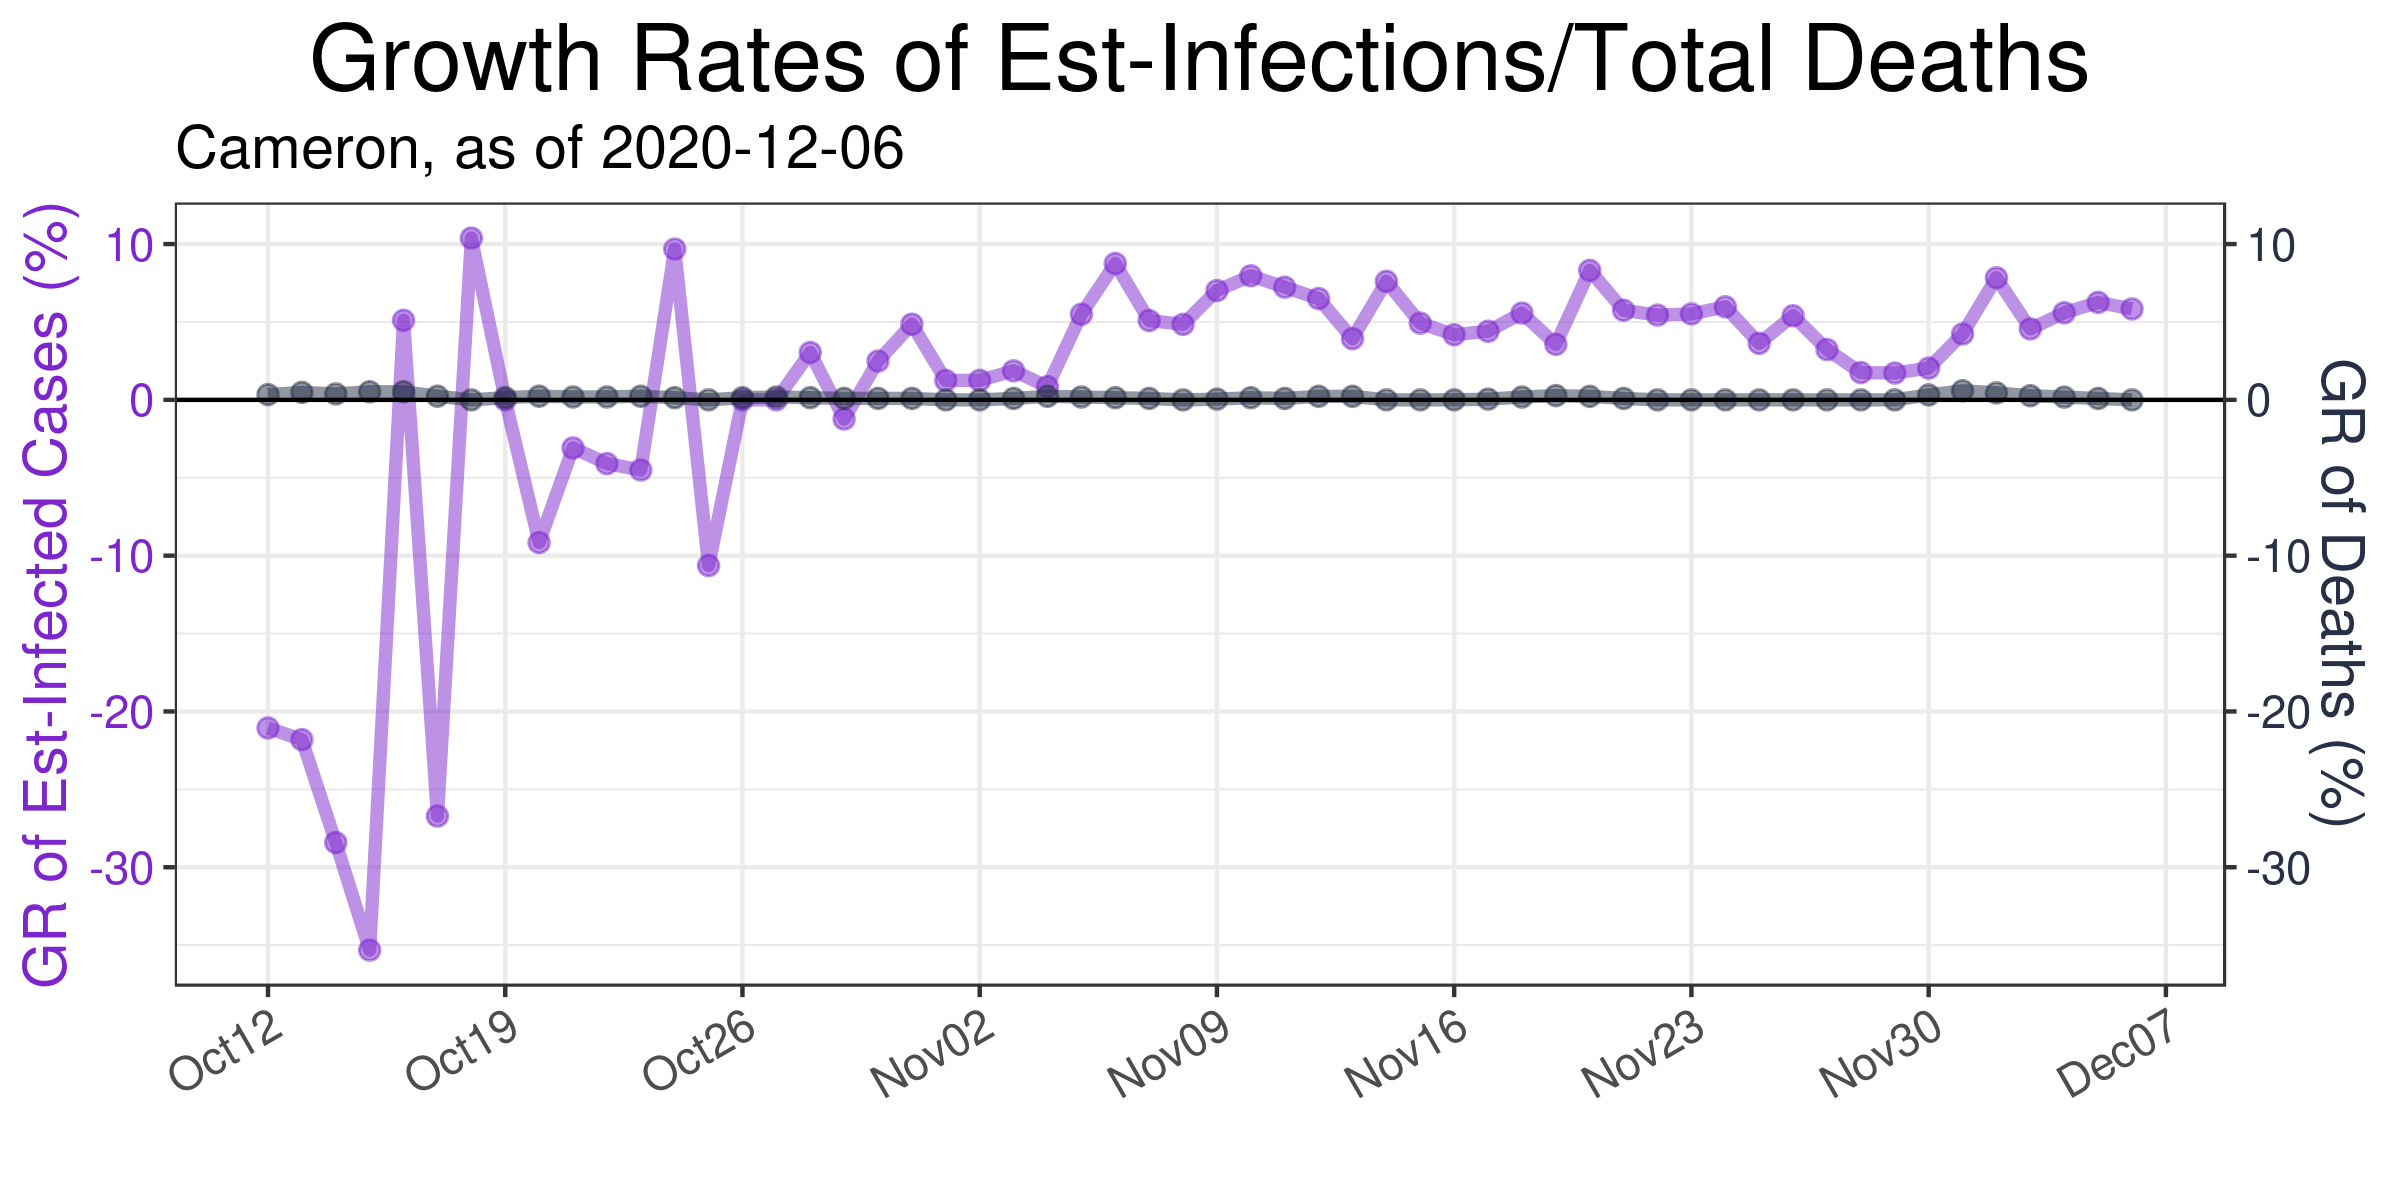 Growth Rates of Est-Infections/Total Deaths
Cameron, as of 2020-12-06
GR of Est-Infected Cases (%)
10
0
-10
-20
-30
10
0
-10
-20
-30
GR of Deaths (%)
Oct12
Oct19
Oct26
Nov02
Nov09
Nov16
Nov23
Nov30
Dec07